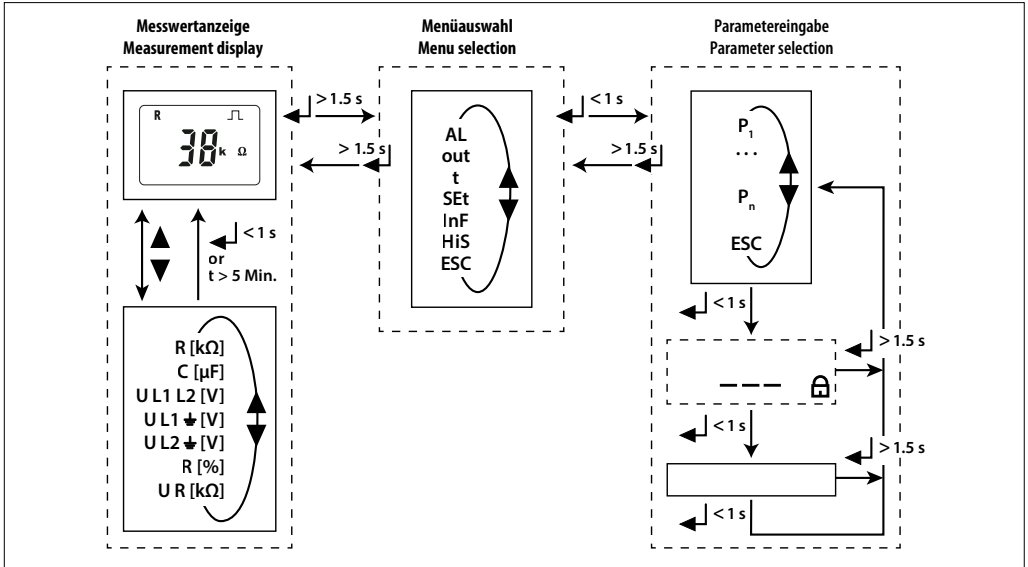 Messwertanzeige
Measurement display
R
38 k Ω
< 1 s
or
t > 5 Min.
R [kΩ]
C [µF]
U L1 L2 [V]
U L1 ⏚ [V]
U L2 ⏚ [V]
R [%]
U R [kΩ]
> 1.5 s
> 1.5 s
Menüauswahl
Menu selection
AL
out
t
SEt
InF
HiS
ESC
< 1 s
> 1.5 s
Parametereingabe
Parameter selection
P1
...
Pn
ESC
< 1 s
> 1.5 s
– – –
< 1 s
> 1.5 s
< 1 s